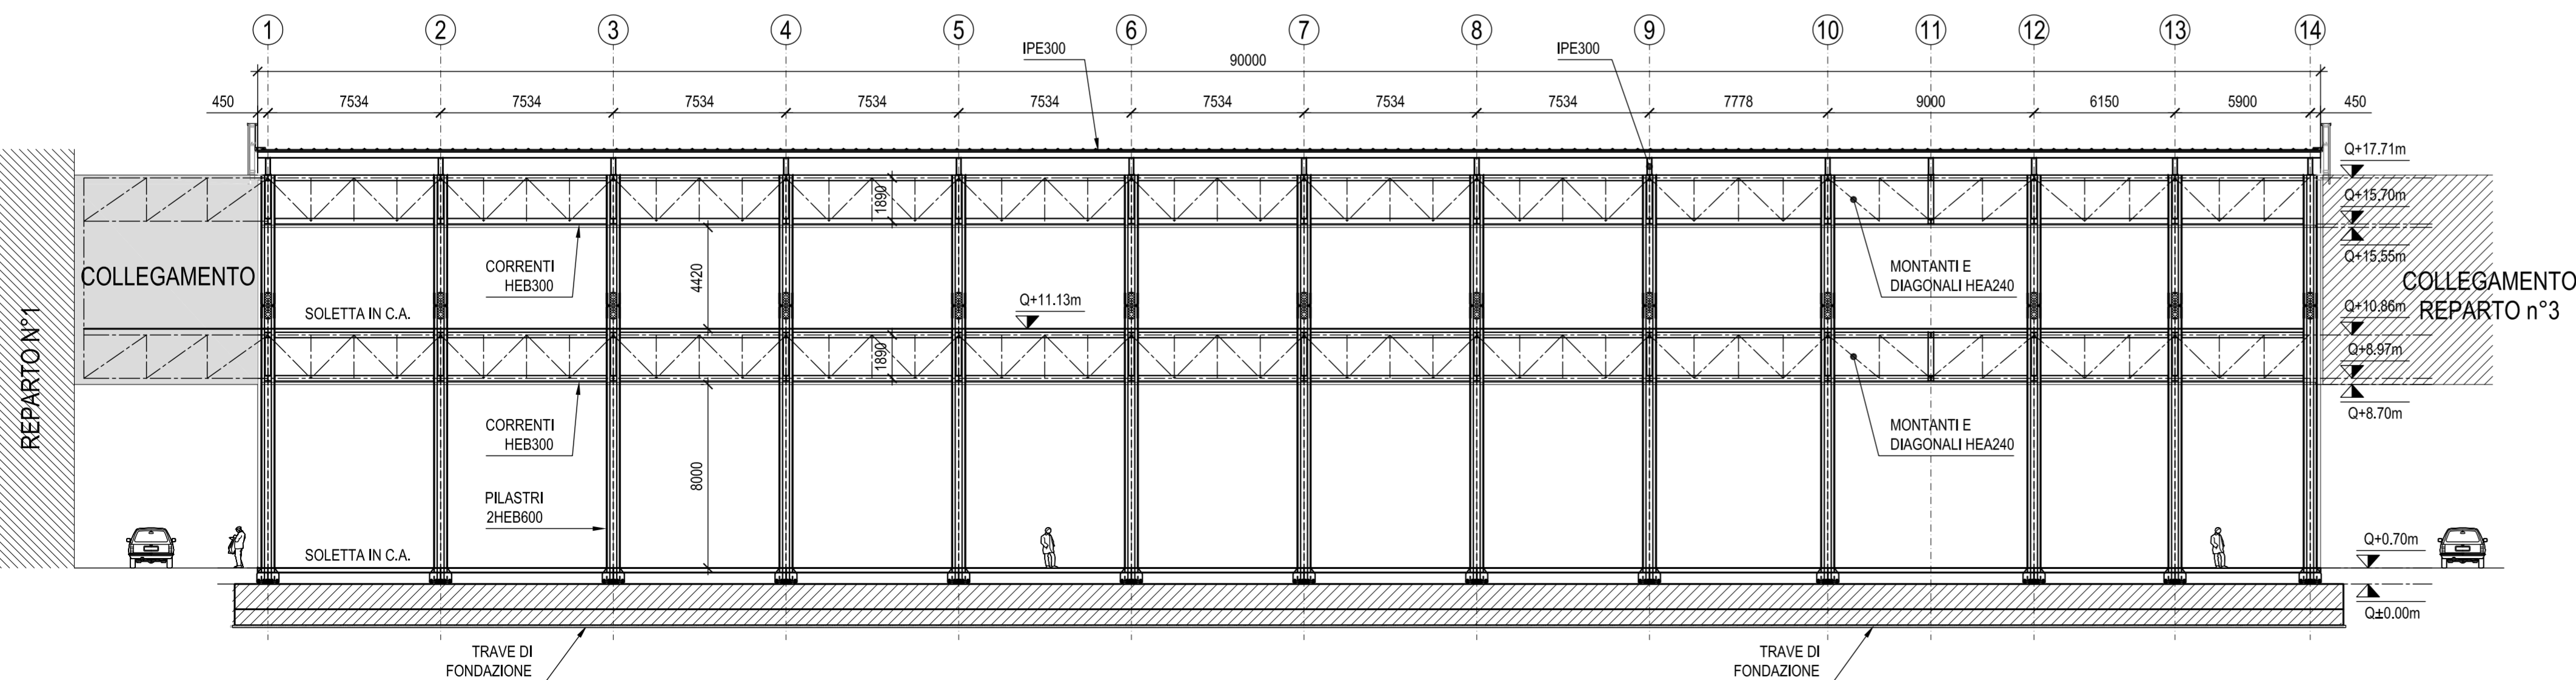 1 2 3 4 5 6 7 8 9 10 11 12 13 14
IPE300 IPE300
90000
450 7534 7534 7534 7534 7534 7534 7534 7534 7778 9000 6150 5900 450
Q+17.71m
1890
Q+15.70m
Q+15.55m
COLLEGAMENTO
CORRENTI
HEB300
4420
MONTANTI E
DIAGONALI HEA240
COLLEGAMENTO
REPARTO n°3
SOLETTA IN C.A.
Q+11.13m
Q+10.86m
1890
Q+8.97m
Q+8.70m
REPARTO N°1
CORRENTI
HEB300
MONTANTI E
DIAGONALI HEA240
8000
PILASTRI
2HEB600
SOLETTA IN C.A.
Q+0.70m
Q±0.00m
TRAVE DI
FONDAZIONE
TRAVE DI
FONDAZIONE